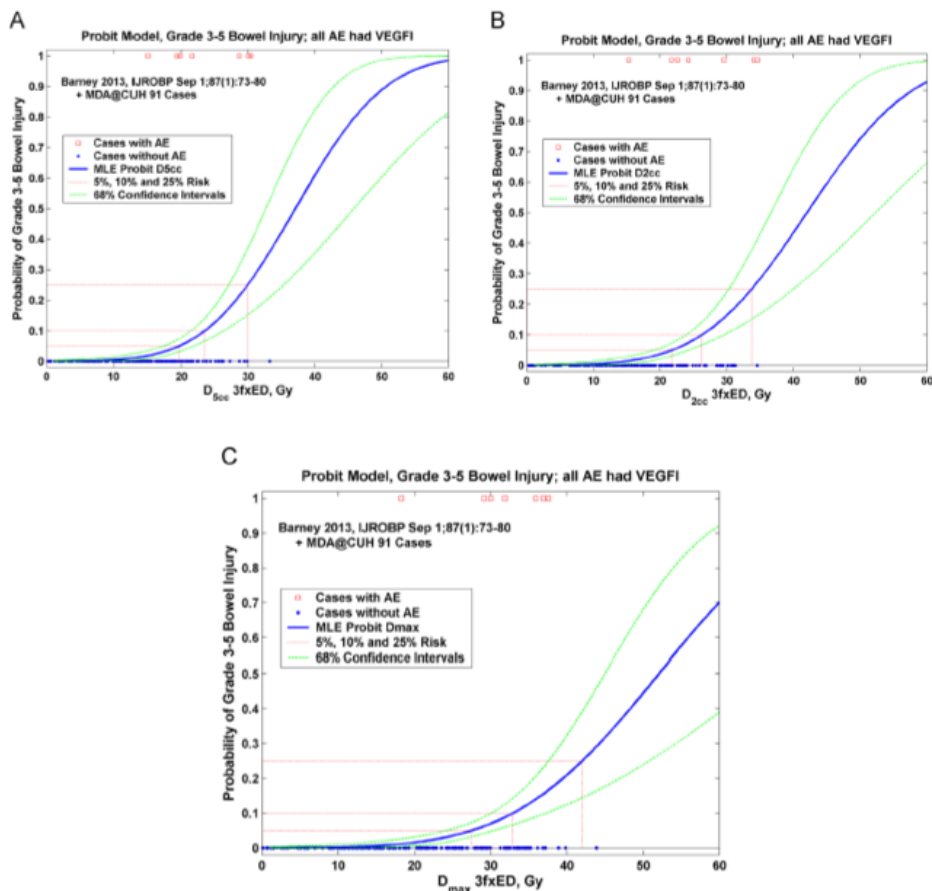 A
Probit Model, Grade 3-5 Bowel Injury; all AE had VEGFI
Probability of Grade 3-5 Bowel Injury
1
0.9
0.8
0.7
0.6
0.5
0.4
0.3
0.2
0.1
0
Barney 2013, IJROBP Sep 1;87(1):73-80
+ MDA@CUH 91 Cases
Cases with AE
Cases without AE
MLE Probit D5cc
5%, 10% and 25% Risk
68% Confidence Intervals
0 10 20 30 40 50 60
D5cc 3fxED, Gy
B
Probit Model, Grade 3-5 Bowel Injury; all AE had VEGFI
Probability of Grade 3-5 Bowel Injury
1
0.9
0.8
0.7
0.6
0.5
0.4
0.3
0.2
0.1
0
Barney 2013, IJROBP Sep 1;87(1):73-80
+ MDA@CUH 91 Cases
Cases with AE
Cases without AE
MLE Probit D2cc
5%, 10% and 25% Risk
68% Confidence Intervals
0 10 20 30 40 50 60
D2cc 3fxED, Gy
C
Probit Model, Grade 3-5 Bowel Injury; all AE had VEGFI
Probability of Grade 3-5 Bowel Injury
1
0.9
0.8
0.7
0.6
0.5
0.4
0.3
0.2
0.1
0
Barney 2013, IJROBP Sep 1;87(1):73-80
+ MDA@CUH 91 Cases
Cases with AE
Cases without AE
MLE Probit Dmax
5%, 10% and 25% Risk
68% Confidence Intervals
0 10 20 30 40 50 60
Dmax 3fxED, Gy